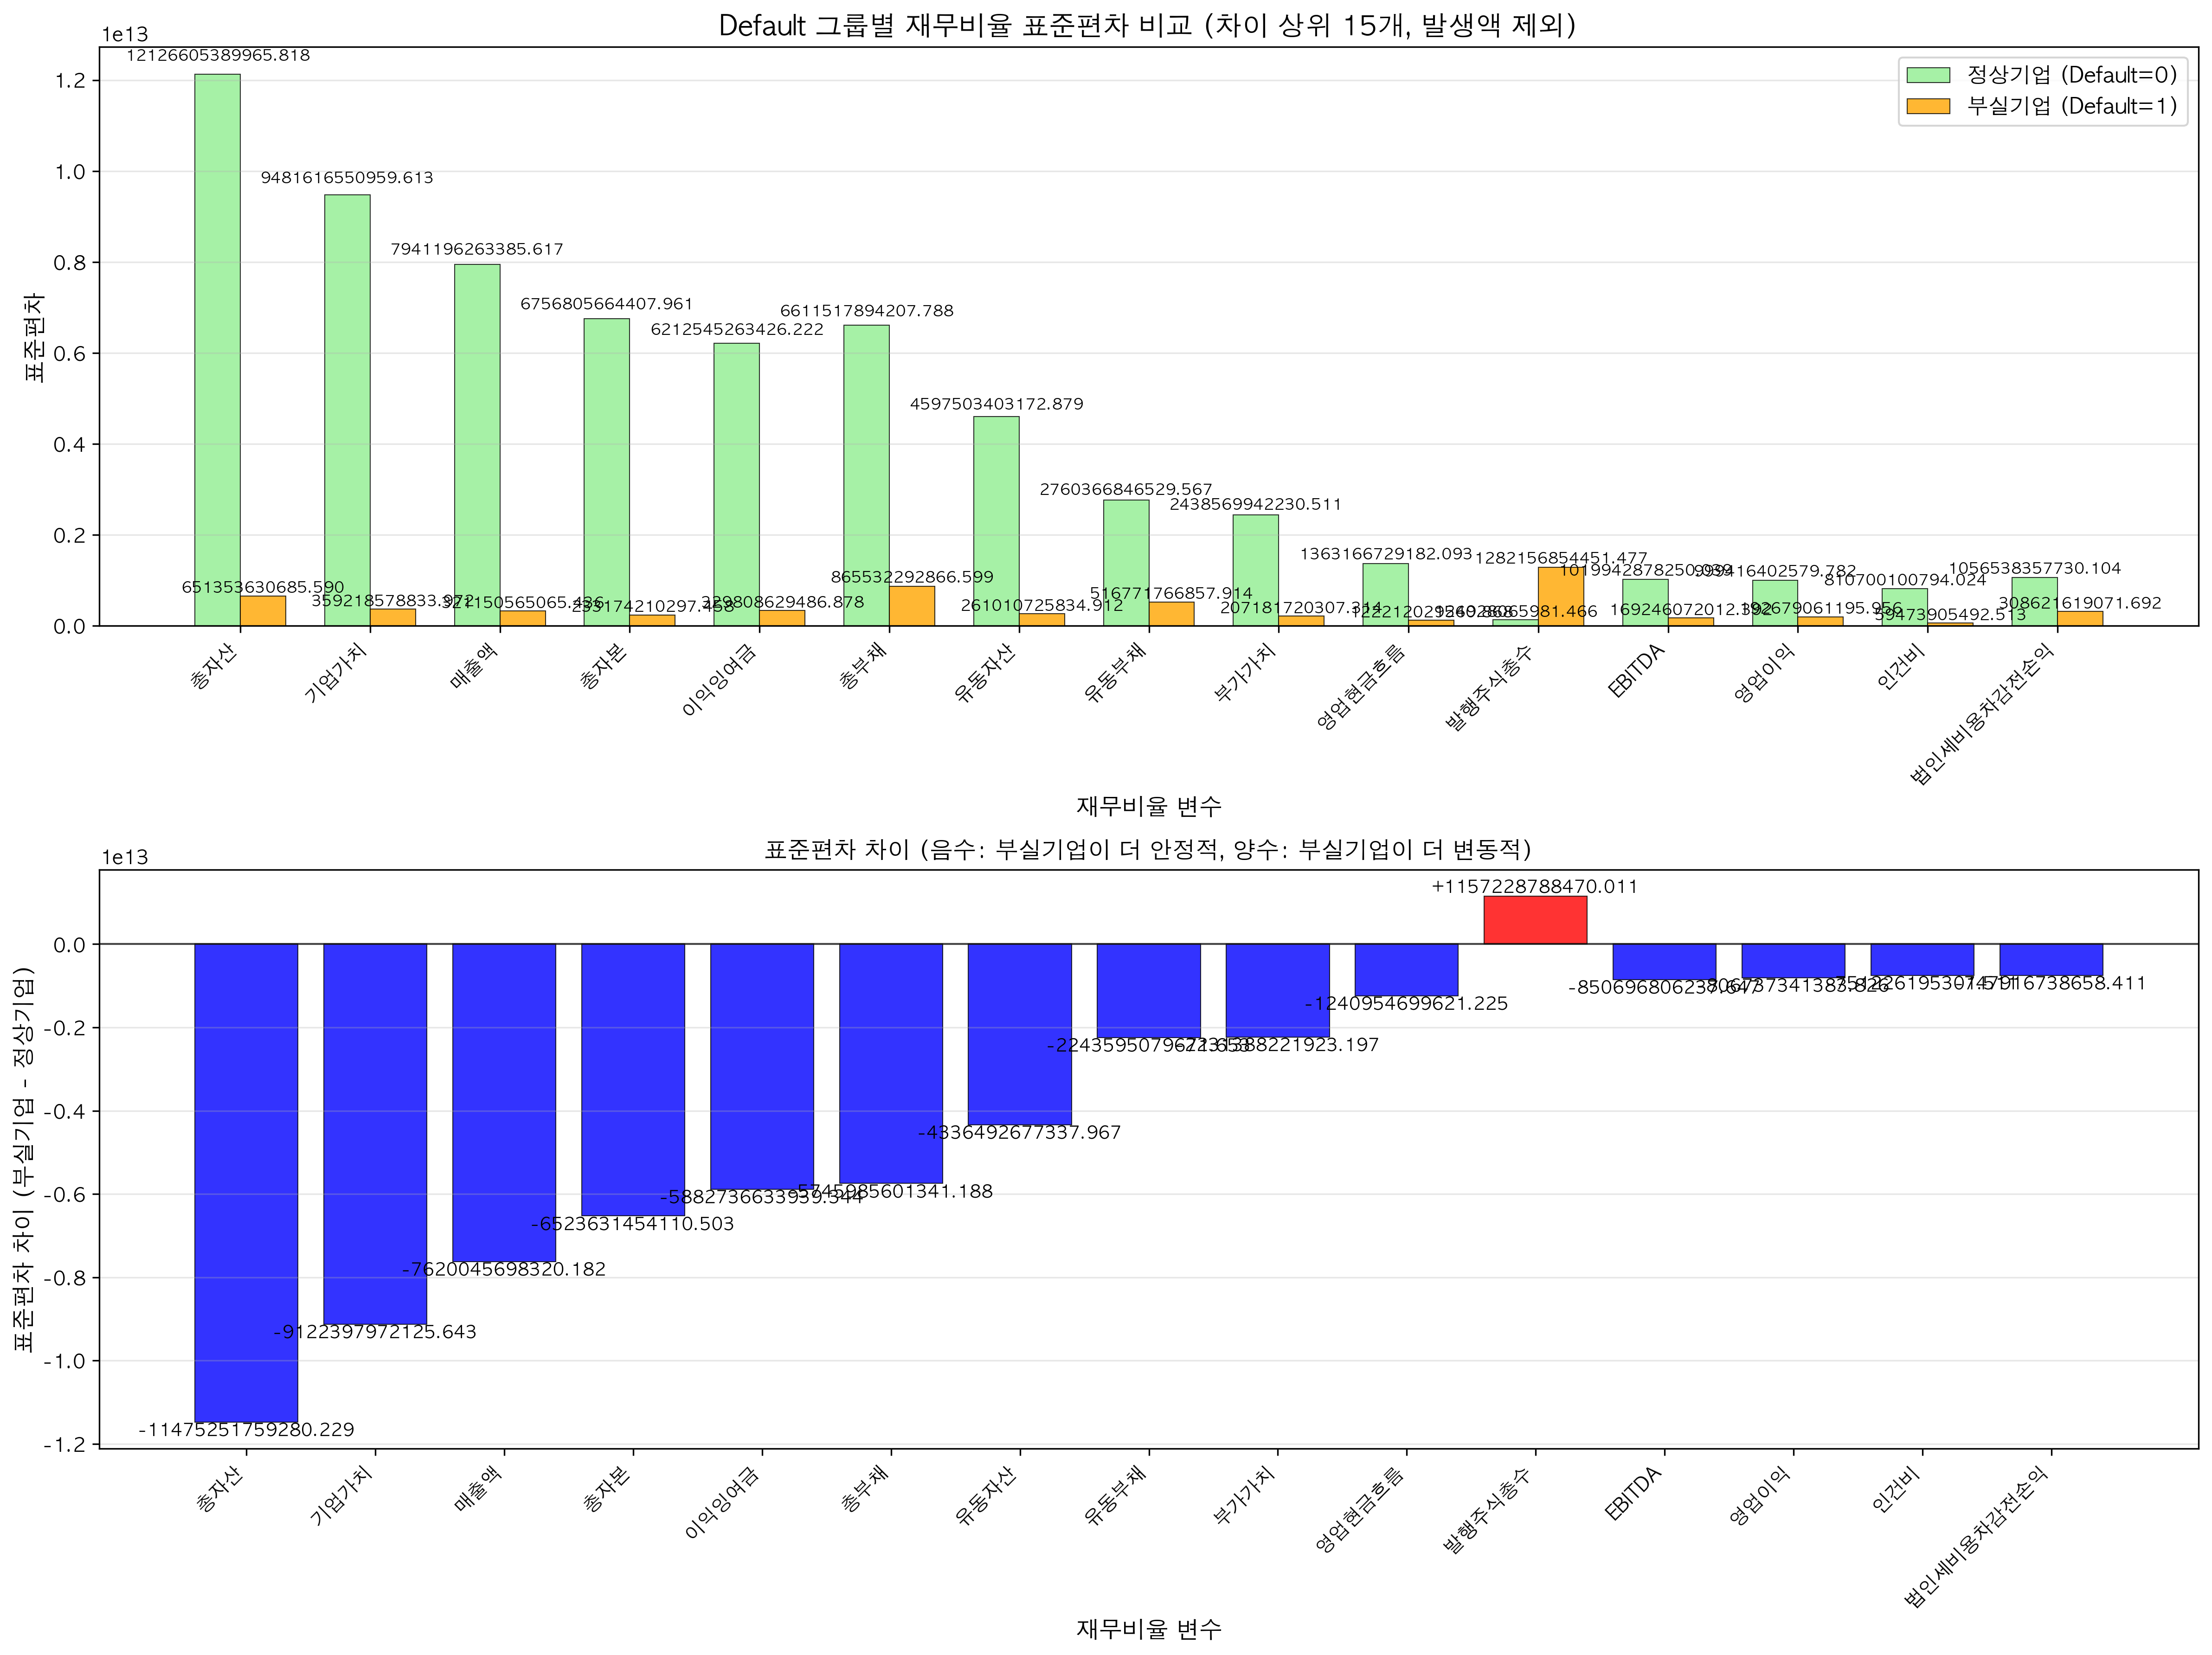 Default 그룹별 재무비율 표준편차 비교 (차이 상위 15개, 발생액 제외)
1e13
정상기업 (Default=0)
부실기업 (Default=1)
표준편차
1.2
1.0
0.8
0.6
0.4
0.2
0.0
12126605389965.818
9481616550959.613
7941196263385.617
6756805664407.961
6212545263426.222
6611517894207.788
4597503403172.879
2760366846529.567
2438569942230.511
1363166729182.093
1282156854451.477
999416402579.782
810700100794.024
1056538357730.104
651353630685.590
865532292866.599
261010725834.912
516771766857.914
308621619071.692
총자산
기업가치
매출액
총자본
이익잉여금
총부채
유동자산
유동부채
부가가치
영업현금흐름
발행주식총수
EBITDA
영업이익
인건비
법인세비용차감전손익
재무비율 변수
표준편차 차이 (음수: 부실기업이 더 안정적, 양수: 부실기업이 더 변동적)
1e13
표준편차 차이 (부실기업 - 정상기업)
0.0
-0.2
-0.4
-0.6
-0.8
-1.0
-1.2
-11475251759280.229
-9122397972125.643
-7620045698320.182
-6523631454110.503
-5745985601341.188
-4336492677337.967
-1240954699621.225
+1157228788470.011
총자산
기업가치
매출액
총자본
이익잉여금
총부채
유동자산
유동부채
부가가치
영업현금흐름
발행주식총수
EBITDA
영업이익
인건비
법인세비용차감전손익
재무비율 변수